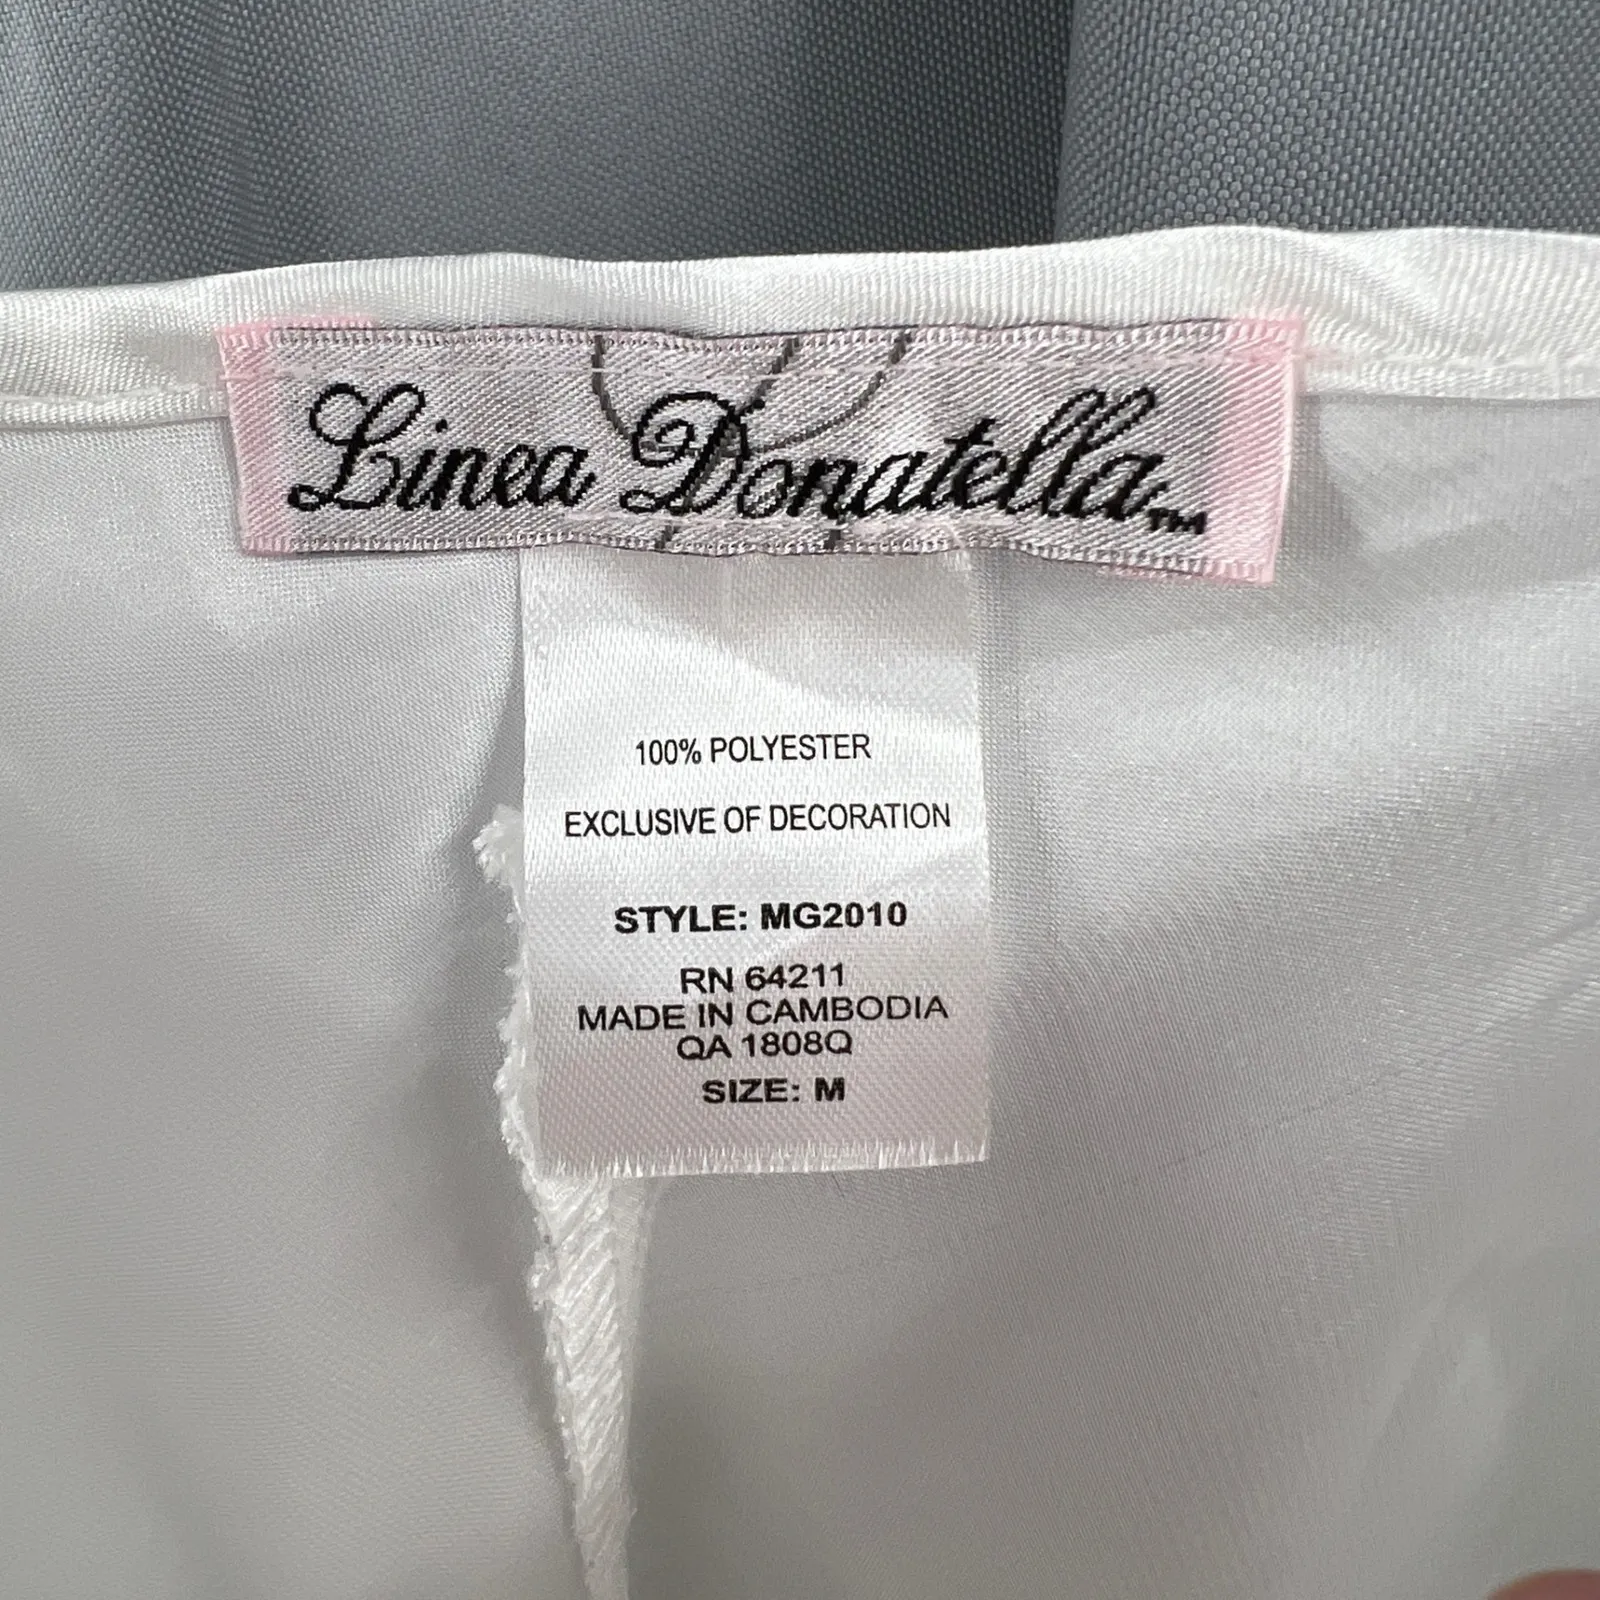 Linea Donatella™
100% POLYESTER
EXCLUSIVE OF DECORATION
STYLE: MG2010
RN 64211
MADE IN CAMBODIA
QA 1808Q
SIZE: M